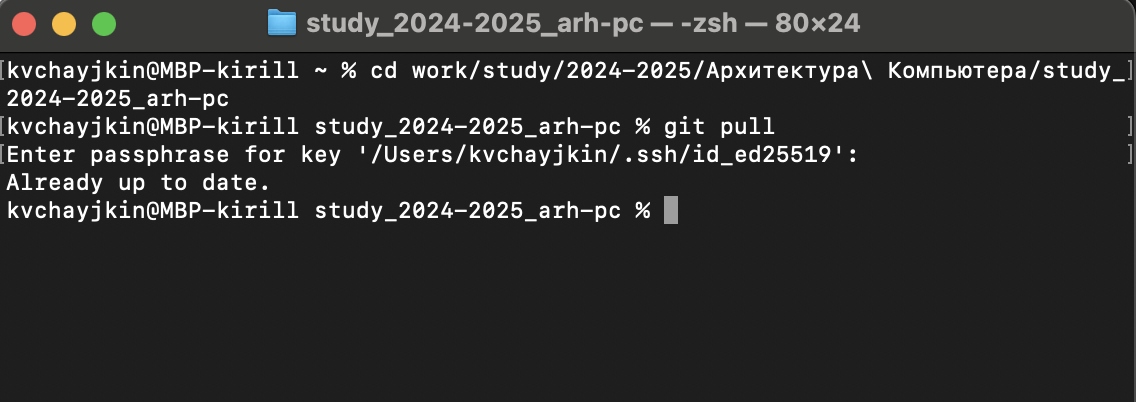 study_2024-2025_arh-pc — -zsh — 80×24
[kvchayjkin@MBP-kirill ~ % cd work/study/2024-2025/Архитектура\ Компьютера/study_]
2024-2025_arh-pc
[kvchayjkin@MBP-kirill study_2024-2025_arh-pc % git pull ]
[Enter passphrase for key '/Users/kvchayjkin/.ssh/id_ed25519': ]
Already up to date.
kvchayjkin@MBP-kirill study_2024-2025_arh-pc %